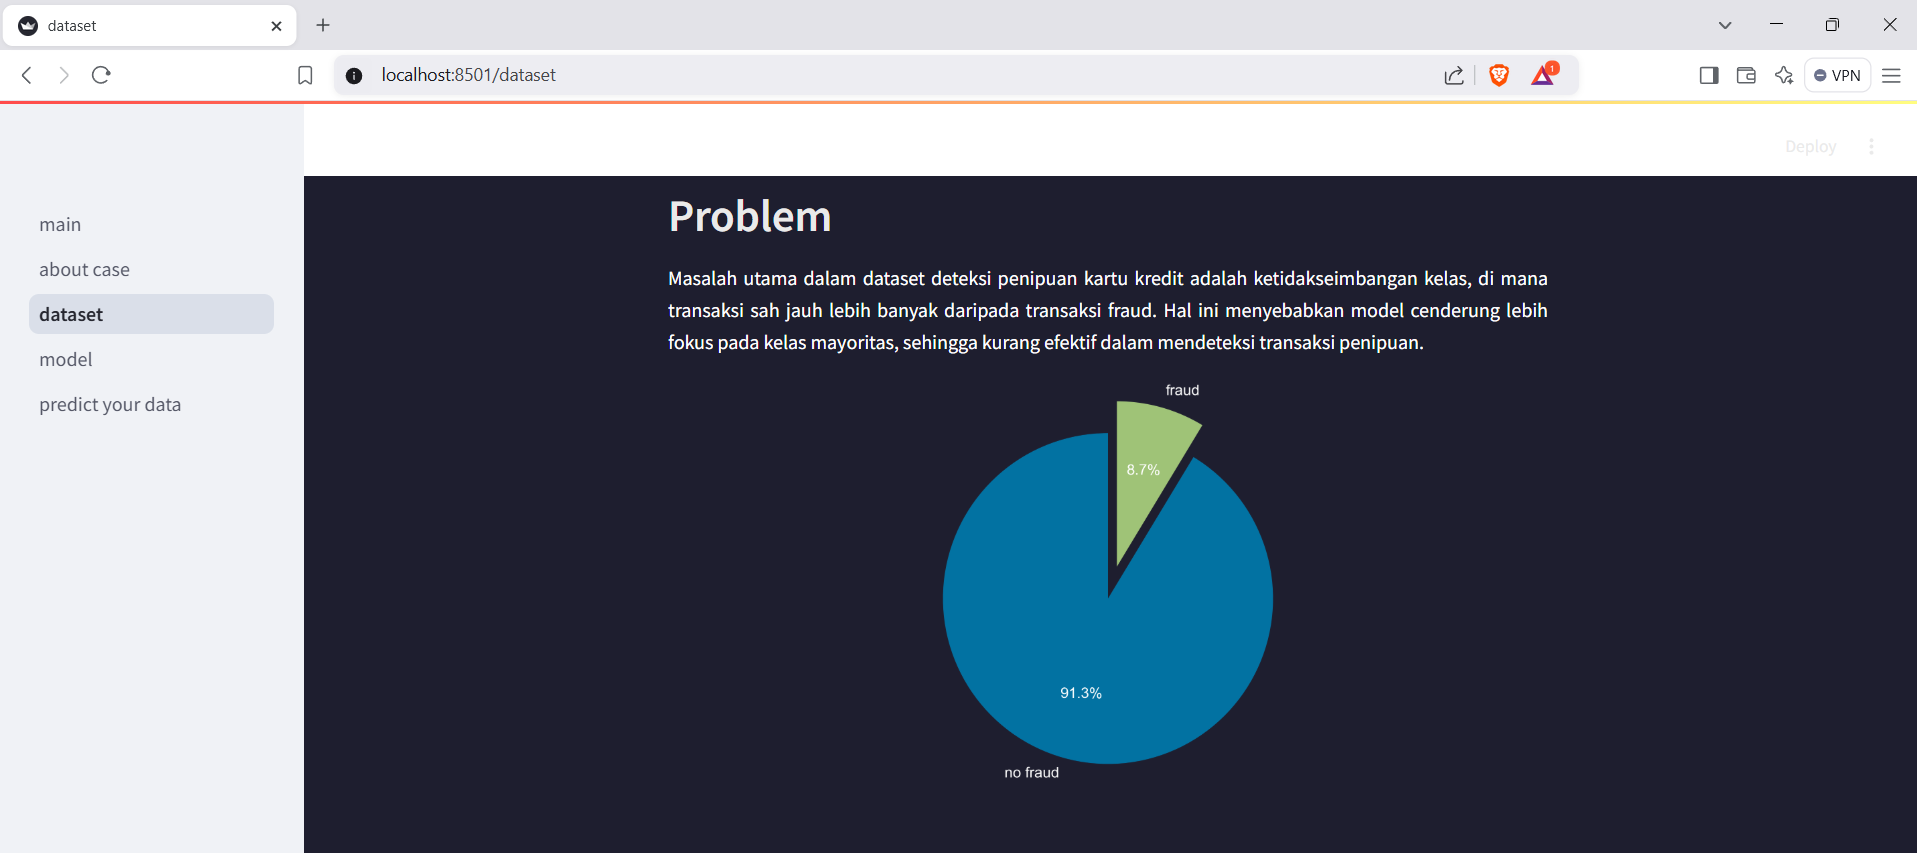 dataset
localhost:8501/dataset
1
VPN
Deploy
main
about case
dataset
model
predict your data
Problem
Masalah utama dalam dataset deteksi penipuan kartu kredit adalah ketidakseimbangan kelas, di mana
transaksi sah jauh lebih banyak daripada transaksi fraud. Hal ini menyebabkan model cenderung lebih
fokus pada kelas mayoritas, sehingga kurang efektif dalam mendeteksi transaksi penipuan.
fraud
8.7%
91.3%
no fraud